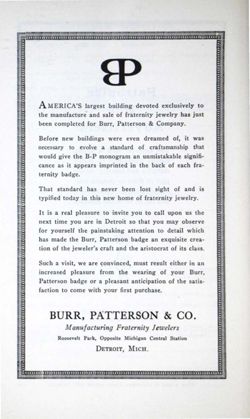 BP
AMERICA'S largest building devoted exclusively to
the manufacture and sale of fraternity jewelry has just
been completed for Burr, Patterson & Company.
Before new buildings were even dreamed of, it was
necessary to evolve a standard of craftsmanship that
would give the B-P monogram an unmistakable signifi-
cance as it appears imprinted in the back of each fra-
ternity badge.
That standard has never been lost sight of and is
typified today in this new home of fraternity jewelry.
It is a real pleasure to invite you to call upon us the
next time you are in Detroit so that you may observe
for yourself the painstaking attention to detail which
has made the Burr, Patterson badge an exquisite crea-
tion of the jeweler's craft and the aristocrat of its class.
Such a visit, we are convinced, must result either in an
increased pleasure from the wearing of your Burr,
Patterson badge or a pleasant anticipation of the satis-
faction to come with your first purchase.
BURR, PATTERSON & CO.
Manufacturing Fraternity Jewelers
Roosevelt Park, Opposite Michigan Central Station
DETROIT, MICH.